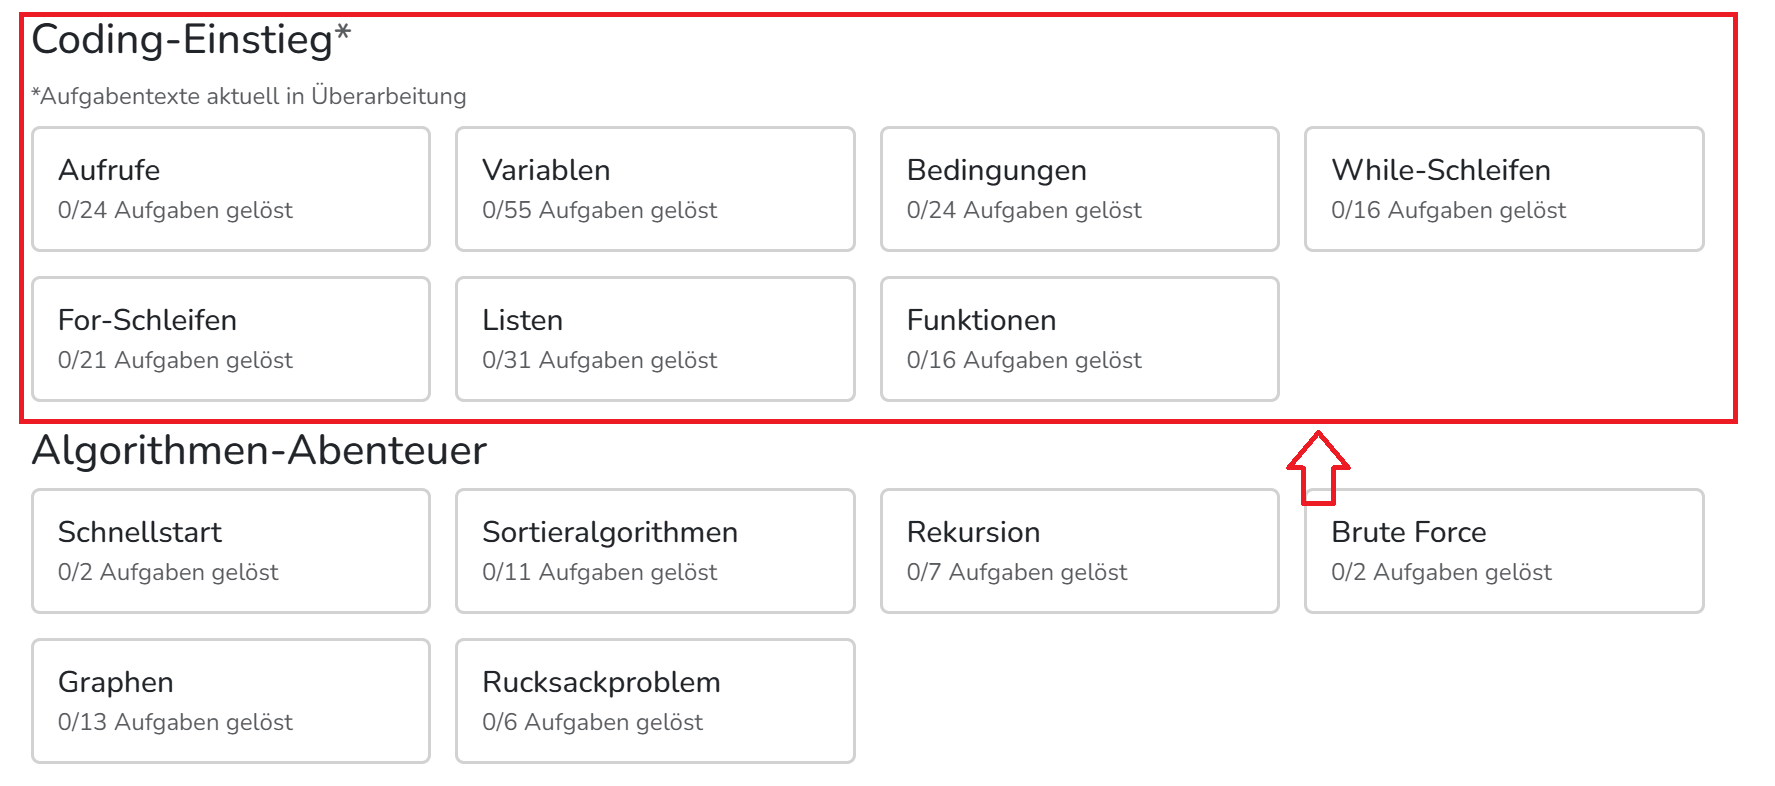 Coding-Einstieg*
*Aufgabentexte aktuell in Überarbeitung
Aufrufe
0/24 Aufgaben gelöst
Variablen
0/55 Aufgaben gelöst
Bedingungen
0/24 Aufgaben gelöst
While-Schleifen
0/16 Aufgaben gelöst
For-Schleifen
0/21 Aufgaben gelöst
Listen
0/31 Aufgaben gelöst
Funktionen
0/16 Aufgaben gelöst
Algorithmen-Abenteuer
Schnellstart
0/2 Aufgaben gelöst
Sortieralgorithmen
0/11 Aufgaben gelöst
Rekursion
0/7 Aufgaben gelöst
Brute Force
0/2 Aufgaben gelöst
Graphen
0/13 Aufgaben gelöst
Rucksackproblem
0/6 Aufgaben gelöst